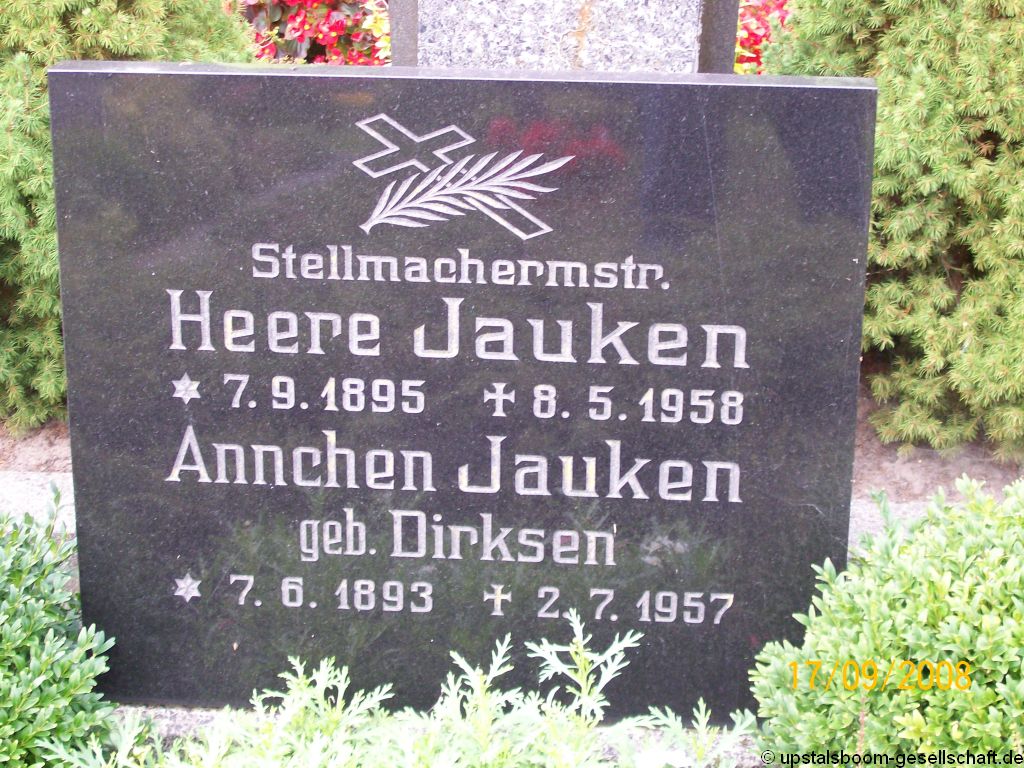 Stellmachermstr.
Heere Jauken
✶ 7.9.1895 ✝ 8.5.1958
Annchen Jauken
geb. Dirksen
✶ 7.6.1893 ✝ 2.7.1957
17/09/2008
© upstalsboom-gesellschaft.de